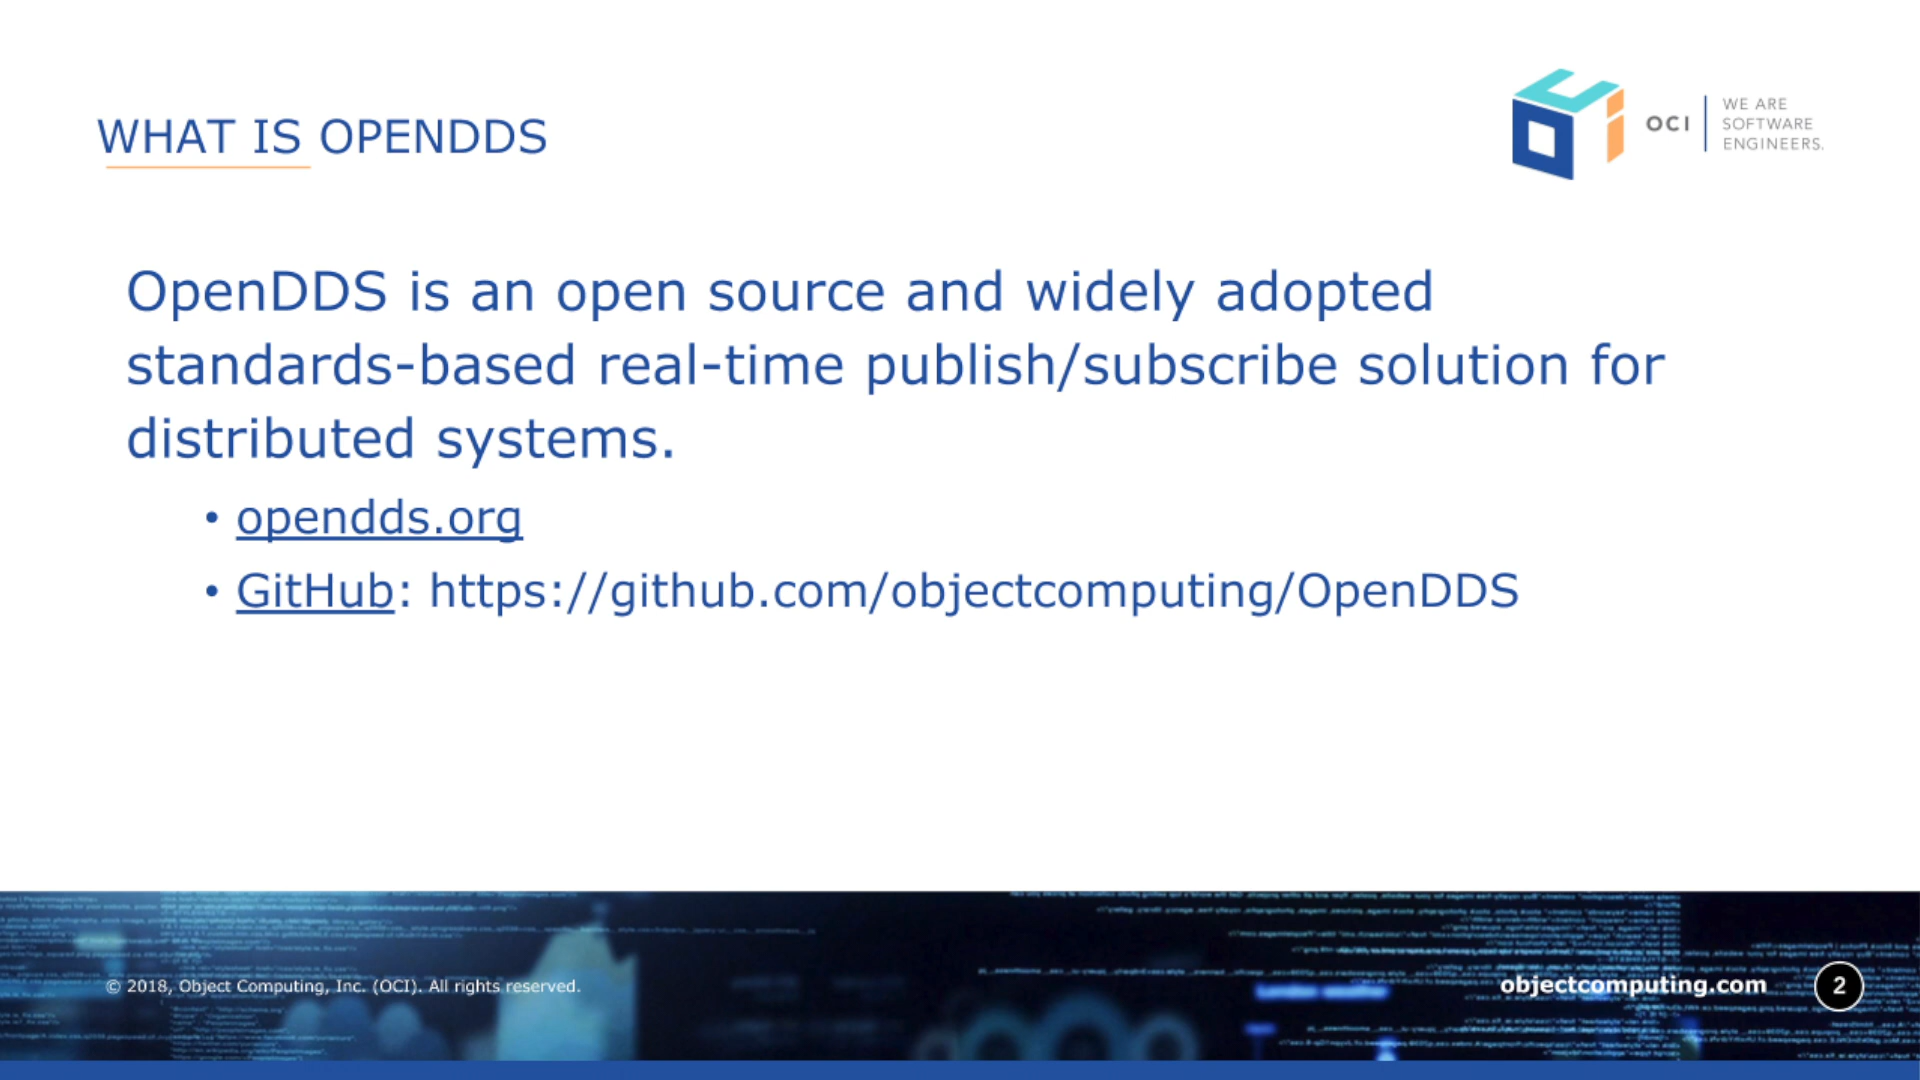 WHAT IS OPENDDS
OCI
WE ARE
SOFTWARE
ENGINEERS.
OpenDDS is an open source and widely adopted
standards-based real-time publish/subscribe solution for
distributed systems.
• opendds.org
• GitHub: https://github.com/objectcomputing/OpenDDS
© 2018, Object Computing, Inc. (OCI). All rights reserved.
objectcomputing.com
2